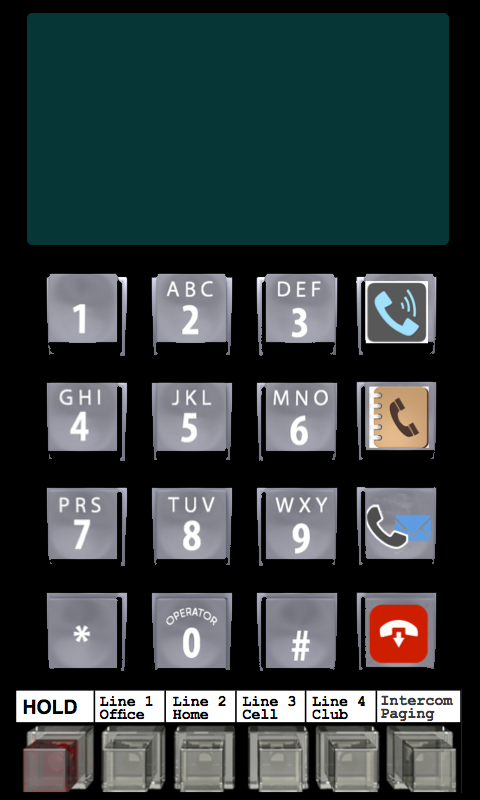 1
ABC
2
DEF
3
GHI
4
JKL
5
MNO
6
PRS
7
TUV
8
WXY
9
*
OPERATOR
0
#
HOLD
Line 1
Office
Line 2
Home
Line 3
Cell
Line 4
Club
Intercom
Paging